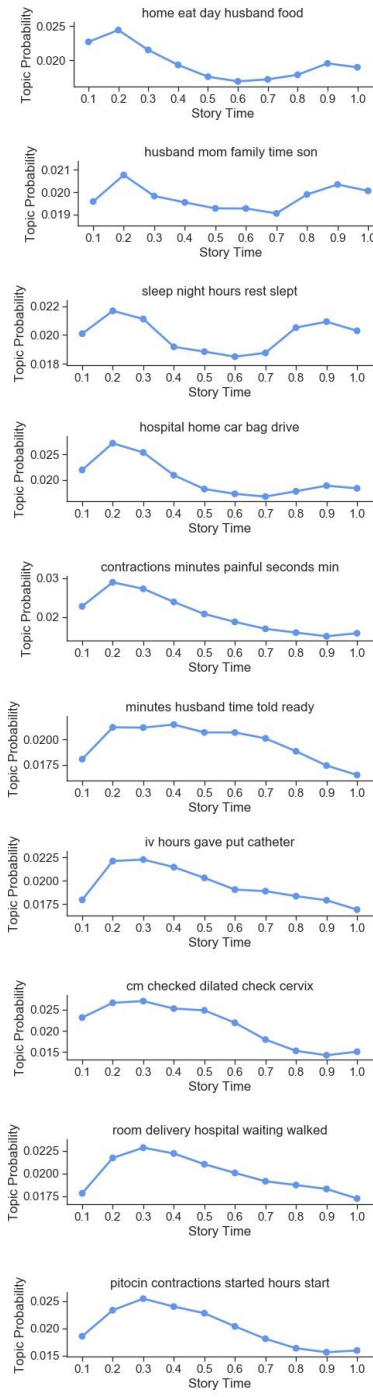 home eat day husband food
Topic Probability
0.025
0.020
0.1 0.2 0.3 0.4 0.5 0.6 0.7 0.8 0.9 1.0
Story Time
husband mom family time son
Topic Probability
0.021
0.020
0.019
0.1 0.2 0.3 0.4 0.5 0.6 0.7 0.8 0.9 1.0
Story Time
sleep night hours rest slept
Topic Probability
0.022
0.020
0.018
0.1 0.2 0.3 0.4 0.5 0.6 0.7 0.8 0.9 1.0
Story Time
hospital home car bag drive
Topic Probability
0.025
0.020
0.1 0.2 0.3 0.4 0.5 0.6 0.7 0.8 0.9 1.0
Story Time
contractions minutes painful seconds min
Topic Probability
0.03
0.02
0.1 0.2 0.3 0.4 0.5 0.6 0.7 0.8 0.9 1.0
Story Time
minutes husband time told ready
Topic Probability
0.0200
0.0175
0.1 0.2 0.3 0.4 0.5 0.6 0.7 0.8 0.9 1.0
Story Time
iv hours gave put catheter
Topic Probability
0.0225
0.0200
0.0175
0.1 0.2 0.3 0.4 0.5 0.6 0.7 0.8 0.9 1.0
Story Time
cm checked dilated check cervix
Topic Probability
0.025
0.020
0.015
0.1 0.2 0.3 0.4 0.5 0.6 0.7 0.8 0.9 1.0
Story Time
room delivery hospital waiting walked
Topic Probability
0.0225
0.0200
0.0175
0.1 0.2 0.3 0.4 0.5 0.6 0.7 0.8 0.9 1.0
Story Time
pitocin contractions started hours start
Topic Probability
0.025
0.020
0.015
0.1 0.2 0.3 0.4 0.5 0.6 0.7 0.8 0.9 1.0
Story Time